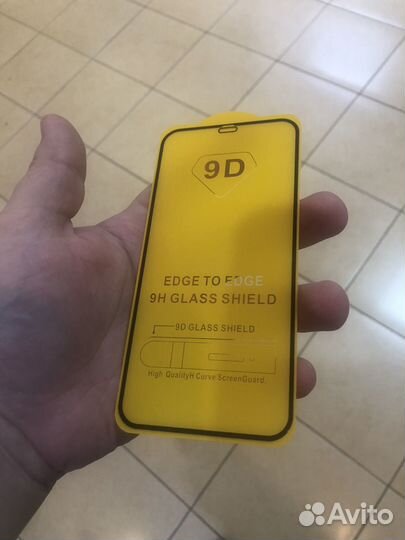 9D
EDGE TO EDGE
9H GLASS SHIELD
9D GLASS SHIELD
High QualityH Curve ScreenGuard.
Avito